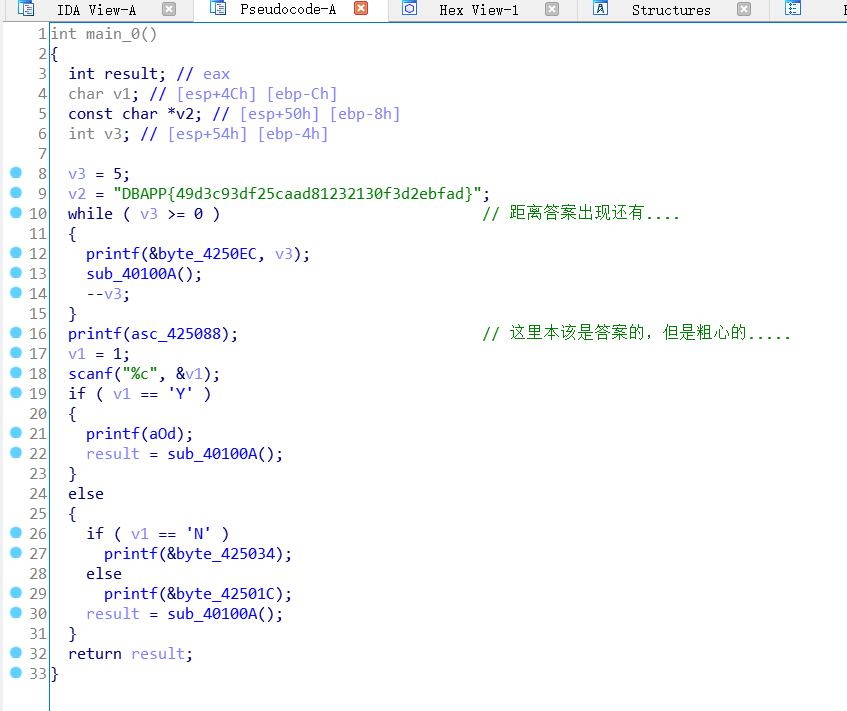 IDA View-A Pseudocode-A Hex View-1 Structures
1 int main_0()
2 {
3 int result; // eax
4 char v1; // [esp+4Ch] [ebp-Ch]
5 const char *v2; // [esp+50h] [ebp-8h]
6 int v3; // [esp+54h] [ebp-4h]
7
8 v3 = 5;
9 v2 = "DBAPP{49d3c93df25caad81232130f3d2ebfad}";
10 while ( v3 >= 0 ) // 距离答案出现还有....
11 {
12 printf(&byte_4250EC, v3);
13 sub_40100A();
14 --v3;
15 }
16 printf(asc_425088); // 这里本该是答案的，但是粗心的.....
17 v1 = 1;
18 scanf("%c", &v1);
19 if ( v1 == 'Y' )
20 {
21 printf(aOd);
22 result = sub_40100A();
23 }
24 else
25 {
26 if ( v1 == 'N' )
27 printf(&byte_425034);
28 else
29 printf(&byte_42501C);
30 result = sub_40100A();
31 }
32 return result;
33 }